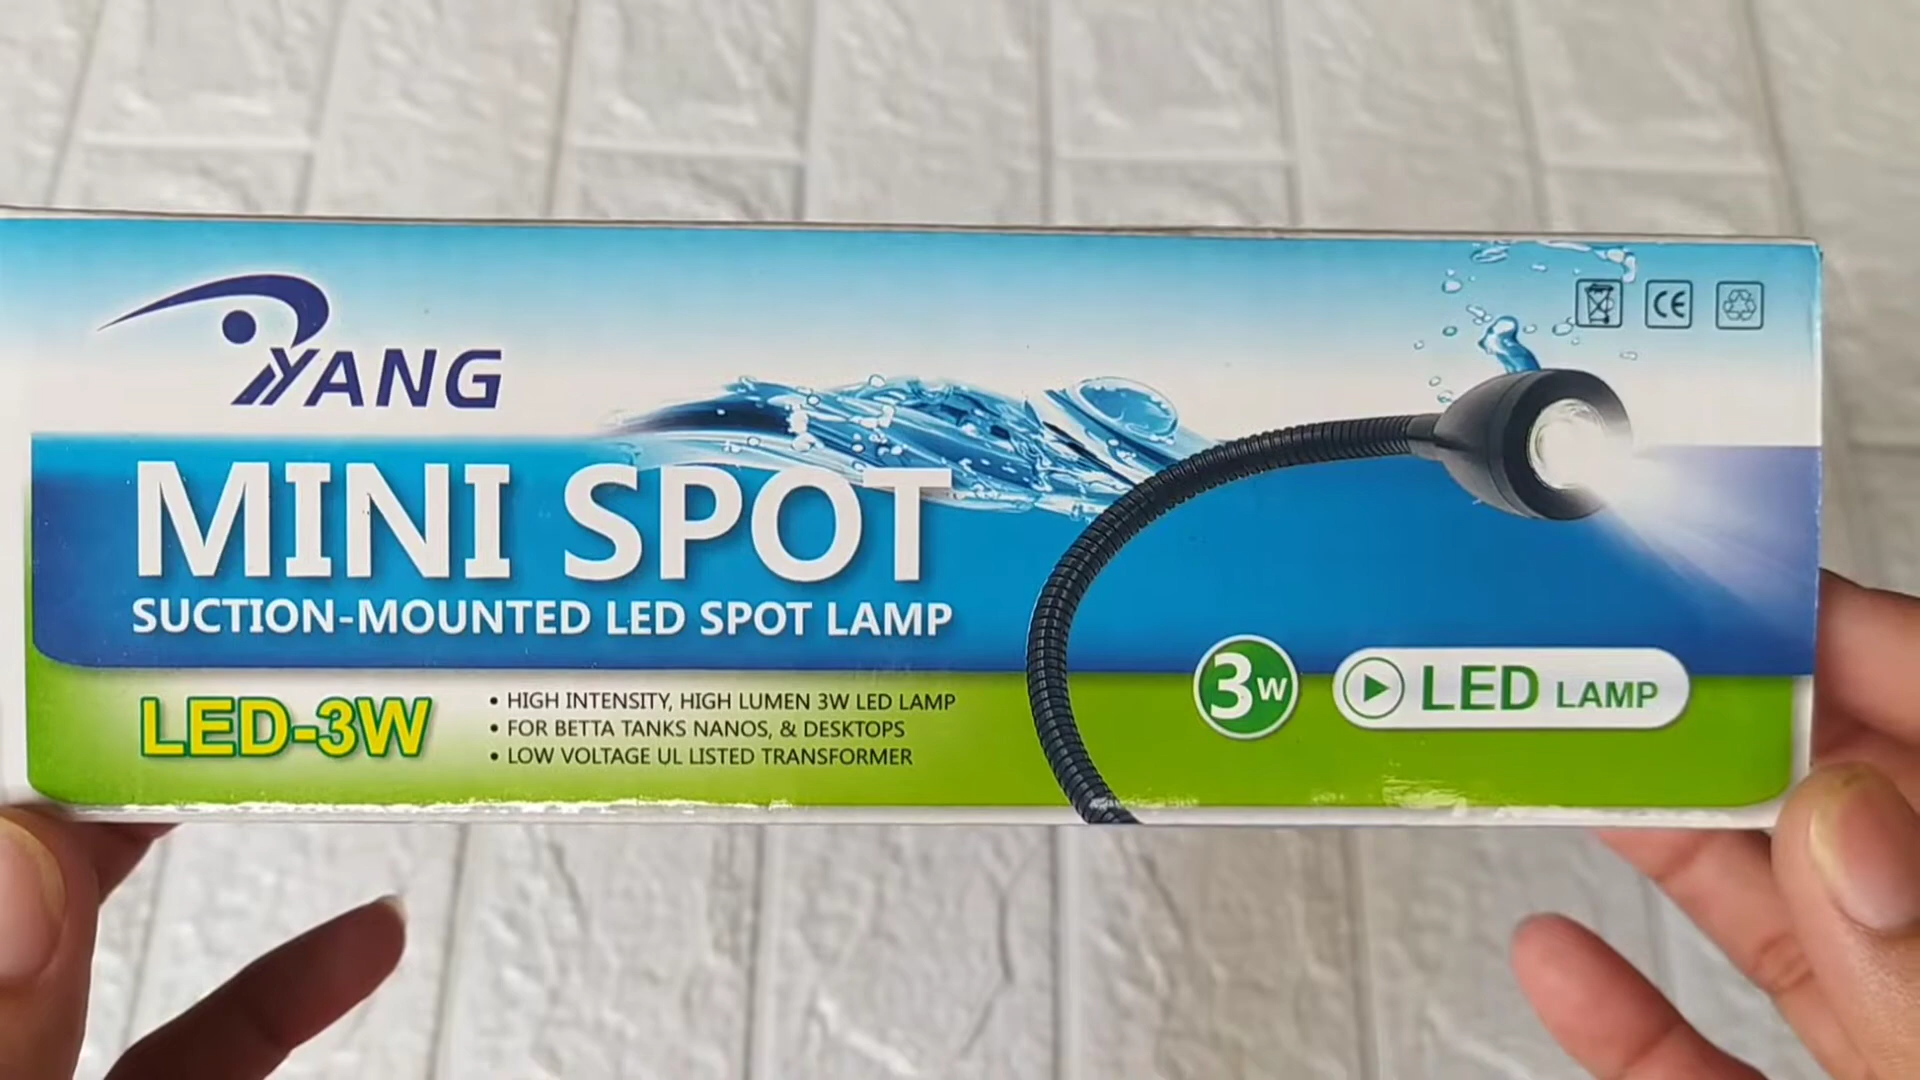 YANG
CE
MINI SPOT
SUCTION-MOUNTED LED SPOT LAMP
LED-3W
• HIGH INTENSITY, HIGH LUMEN 3W LED LAMP
• FOR BETTA TANKS NANOS, & DESKTOPS
• LOW VOLTAGE UL LISTED TRANSFORMER
3W
LED LAMP